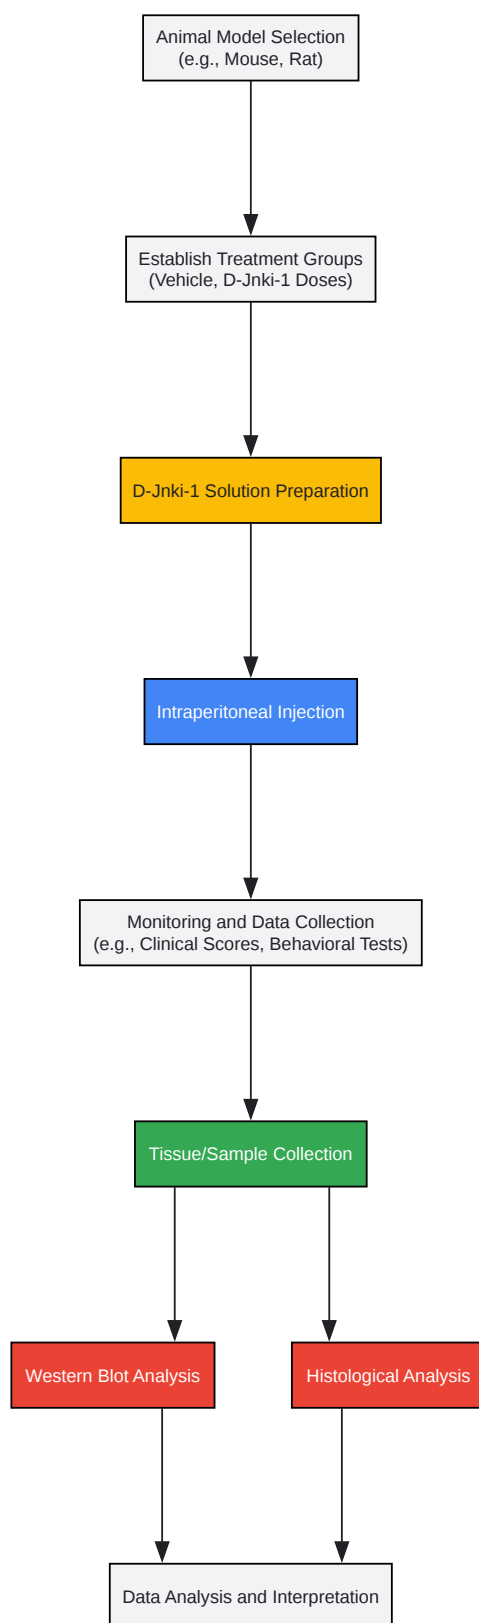 Animal Model Selection
(e.g., Mouse, Rat)
Establish Treatment Groups
(Vehicle, D-Jnki-1 Doses)
D-Jnki-1 Solution Preparation
Intraperitoneal Injection
Monitoring and Data Collection
(e.g., Clinical Scores, Behavioral Tests)
Tissue/Sample Collection
Western Blot Analysis
Histological Analysis
Data Analysis and Interpretation